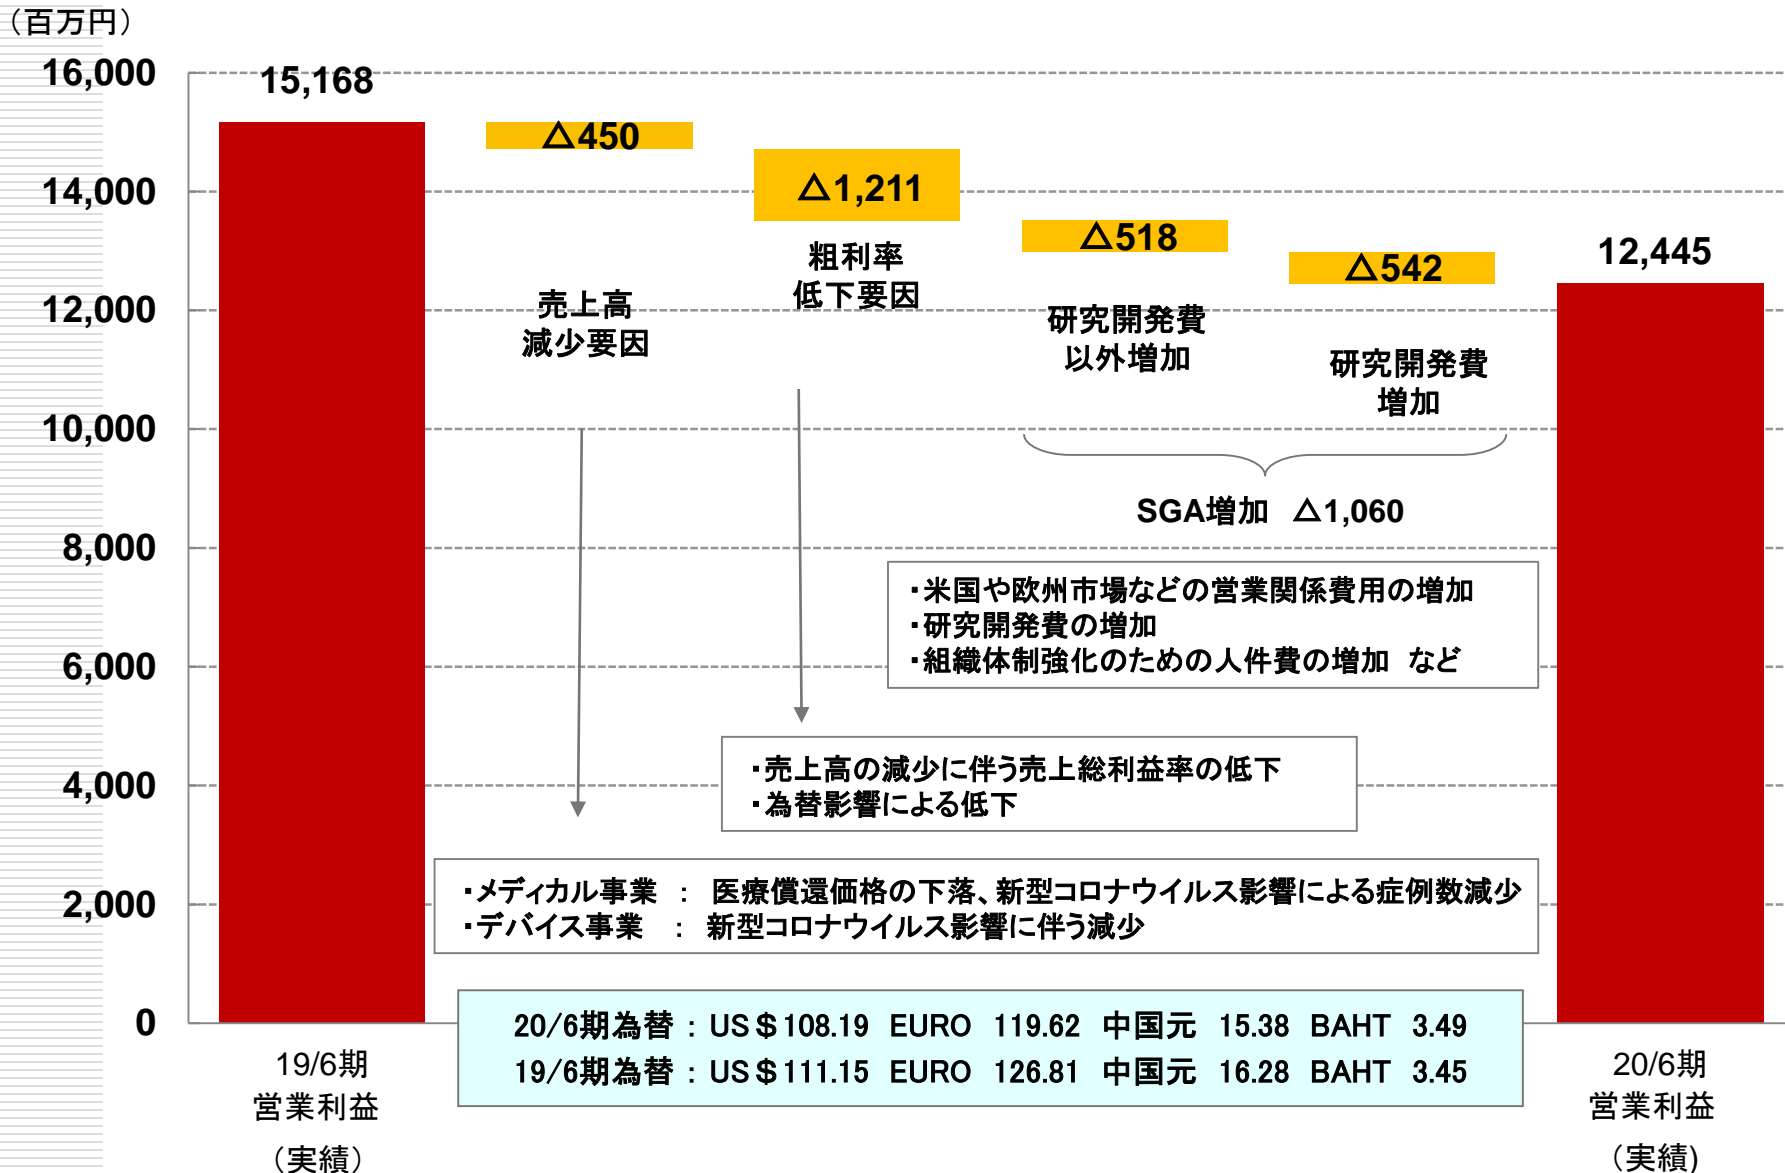 （百万円）
16,000
14,000
12,000
10,000
8,000
6,000
4,000
2,000
0
15,168
△450
△1,211
△518
△542
12,445
売上高
減少要因
粗利率
低下要因
研究開発費
以外増加
研究開発費
増加
SGA増加　△1,060
・米国や欧州市場などの営業関係費用の増加
・研究開発費の増加
・組織体制強化のための人件費の増加　など
・売上高の減少に伴う売上総利益率の低下
・為替影響による低下
・メディカル事業　：　医療償還価格の下落、新型コロナウイルス影響による症例数減少
・デバイス事業　：　新型コロナウイルス影響に伴う減少
20/6期為替：US＄108.19 EURO 119.62 中国元 15.38 BAHT 3.49
19/6期為替：US＄111.15 EURO 126.81 中国元 16.28 BAHT 3.45
19/6期
営業利益
（実績）
20/6期
営業利益
（実績)